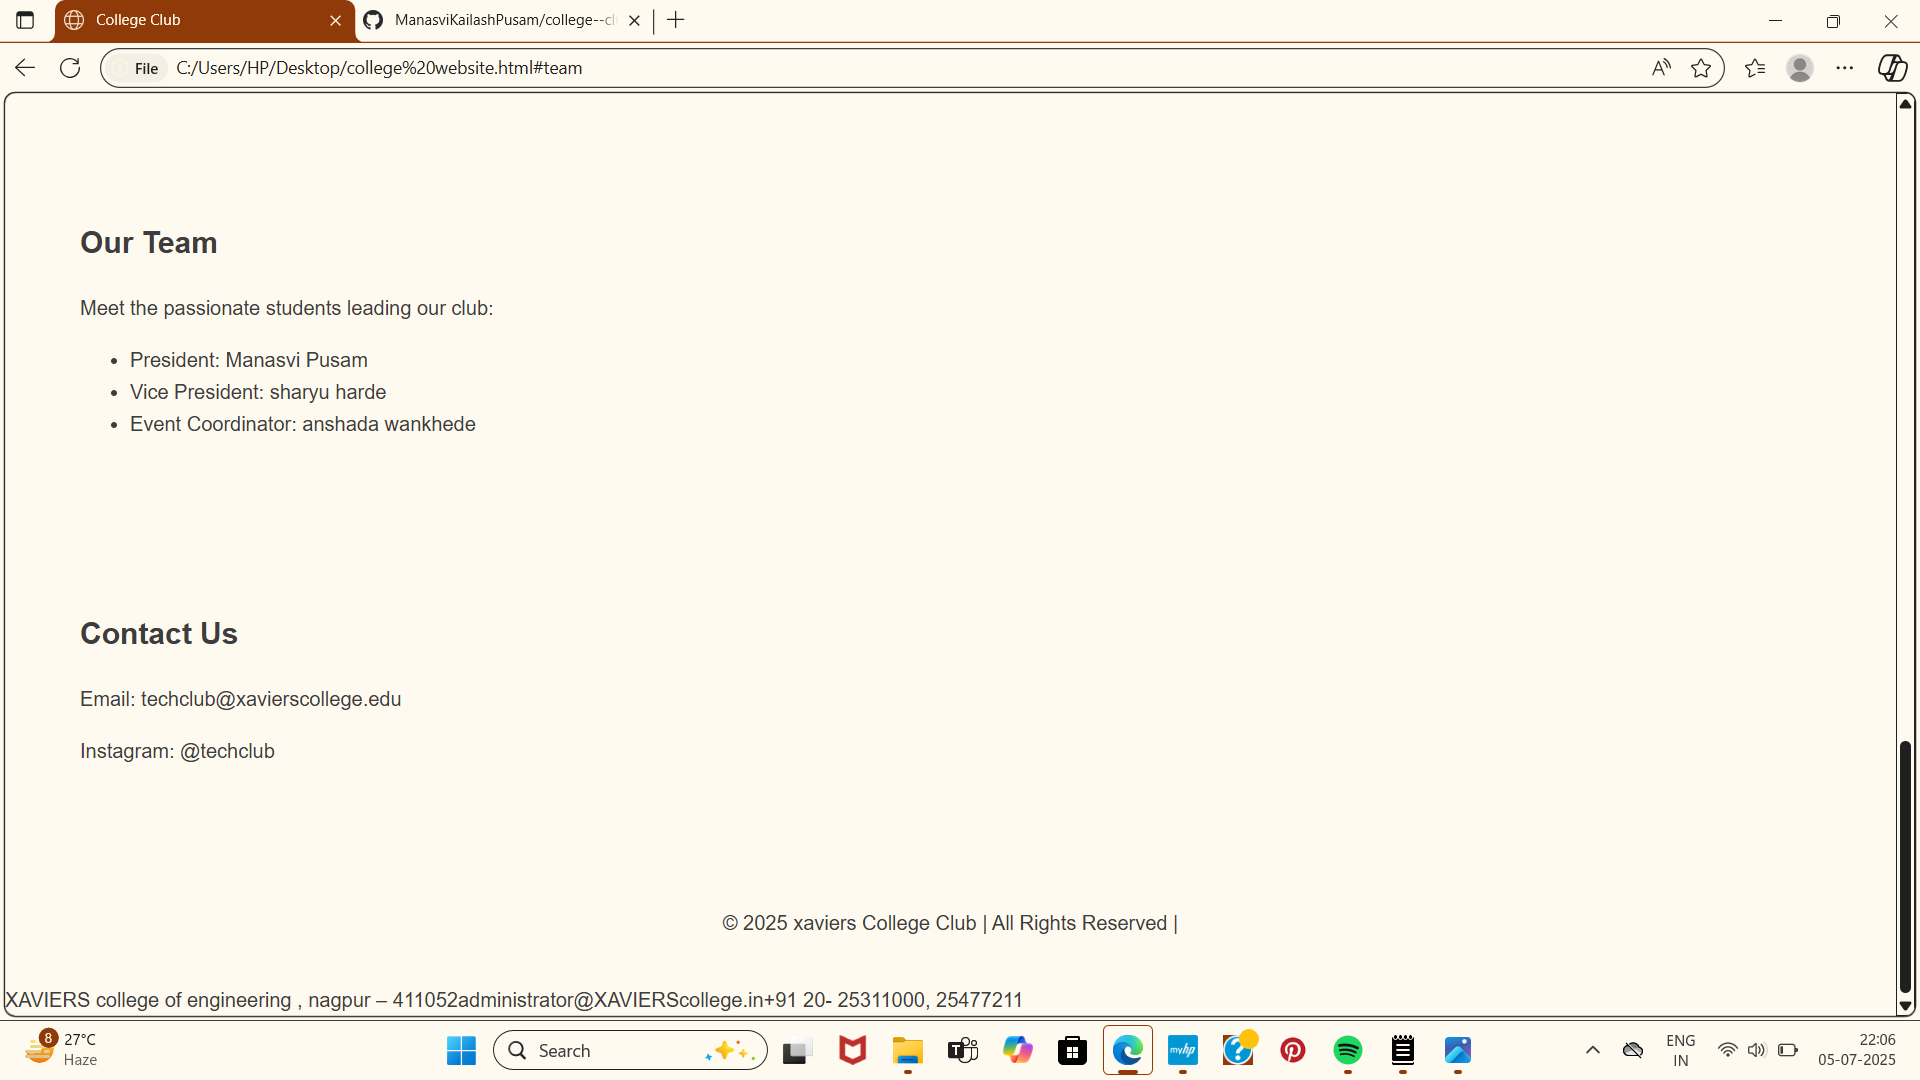 College Club
ManasviKailashPusam/college--cl
File
C:/Users/HP/Desktop/college%20website.html#team
Our Team
Meet the passionate students leading our club:
• President: Manasvi Pusam
• Vice President: sharyu harde
• Event Coordinator: anshada wankhede
Contact Us
Email: techclub@xavierscollege.edu
Instagram: @techclub
© 2025 xaviers College Club | All Rights Reserved |
XAVIERS college of engineering , nagpur – 411052administrator@XAVIERScollege.in+91 20- 25311000, 25477211
8
27°C
Haze
Search
myhp
ENG
IN
22:06
05-07-2025